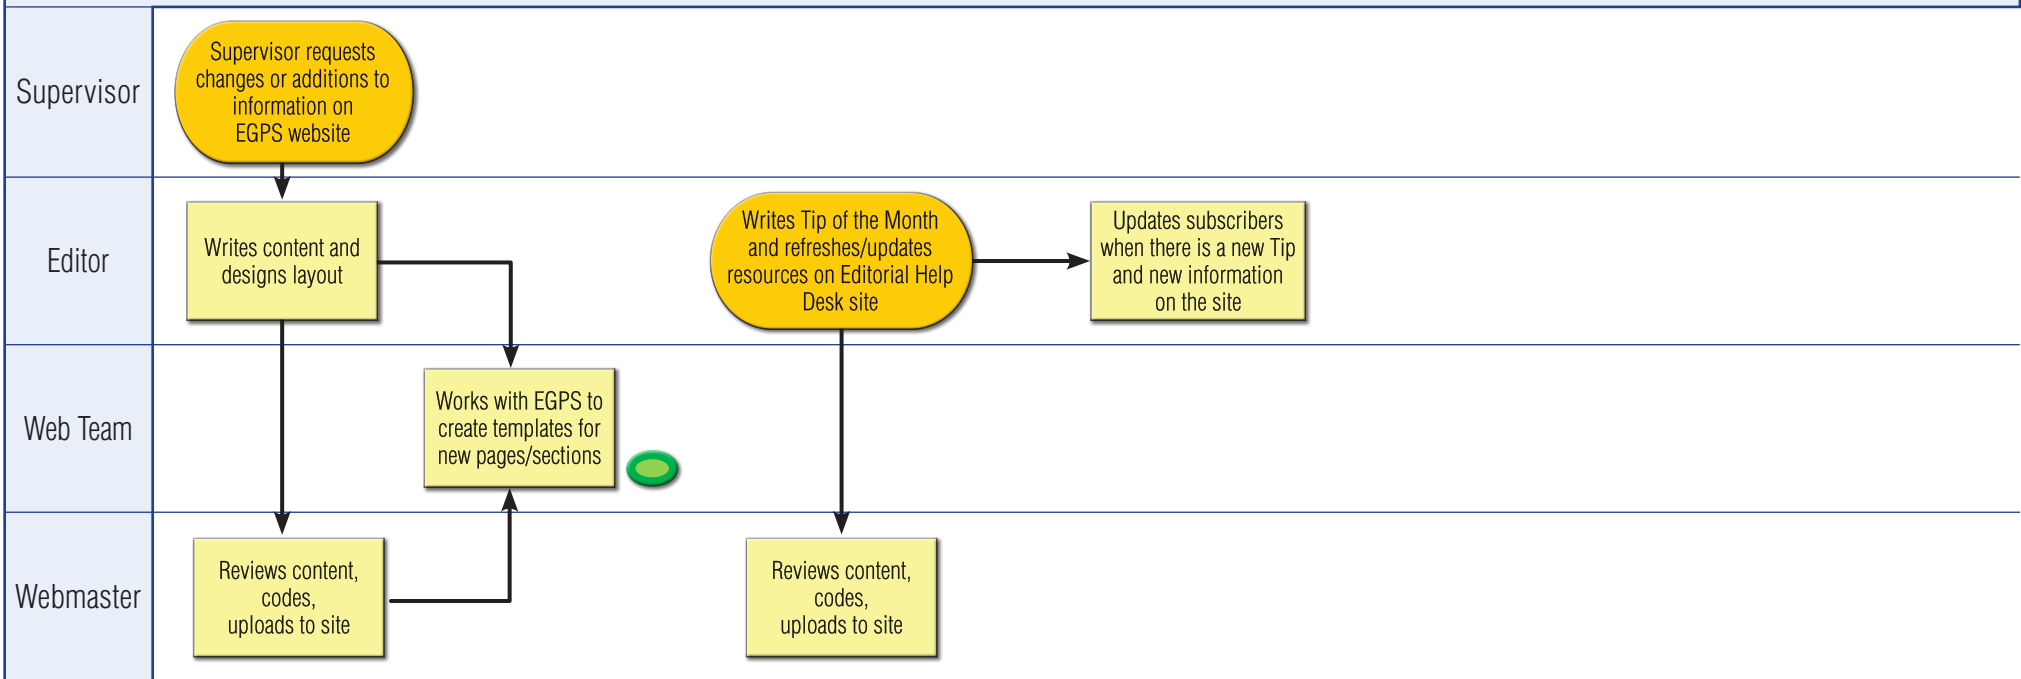 Supervisor
Supervisor requests
changes or additions to
information on
EGPS website
Editor
Writes content and
designs layout
Writes Tip of the Month
and refreshes/updates
resources on Editorial Help
Desk site
Updates subscribers
when there is a new Tip
and new information
on the site
Web Team
Works with EGPS to
create templates for
new pages/sections
Webmaster
Reviews content,
codes,
uploads to site
Reviews content,
codes,
uploads to site